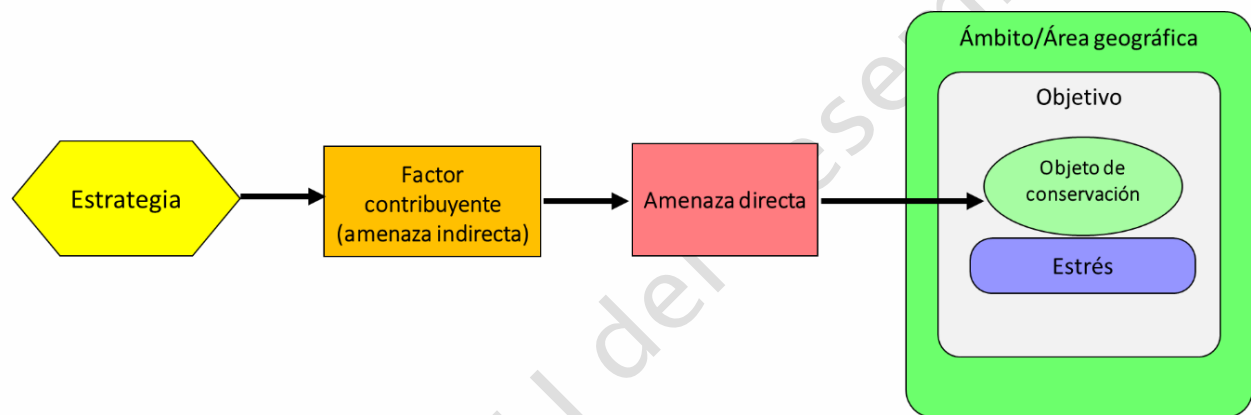 Ámbito/Área geográfica
Objetivo
Estrategia
Factor
contribuyente
(amenaza indirecta)
Amenaza directa
Objeto de
conservación
Estrés